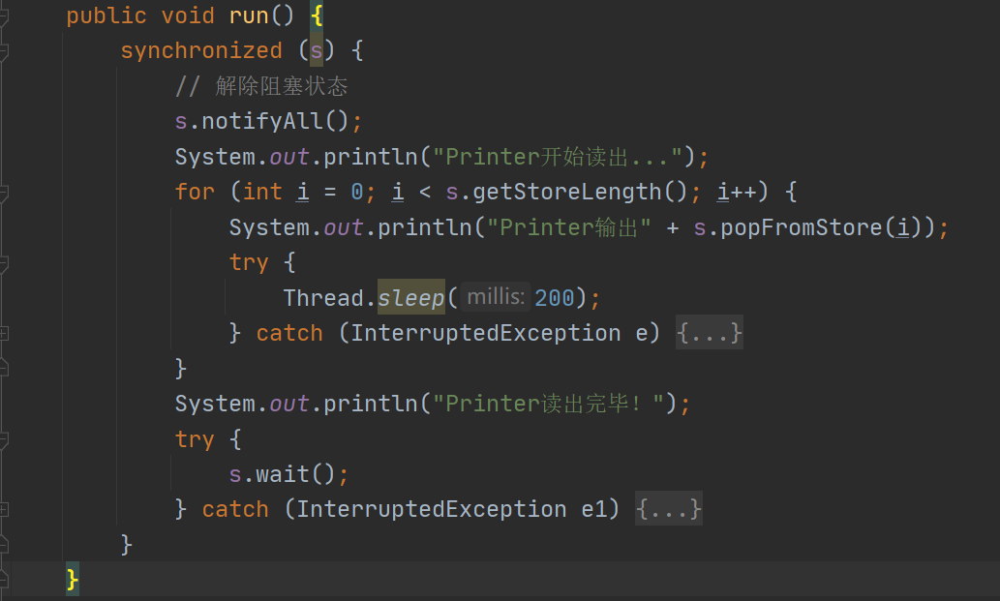 public void run() {
synchronized (s) {
// 解除阻塞状态
s.notifyAll();
System.out.println("Printer开始读出...");
for (int i = 0; i < s.getStoreLength(); i++) {
System.out.println("Printer输出" + s.popFromStore(i));
try {
Thread.sleep( millis: 200);
} catch (InterruptedException e) {...}
}
System.out.println("Printer读出完毕！");
try {
s.wait();
} catch (InterruptedException e1) {...}
}
}